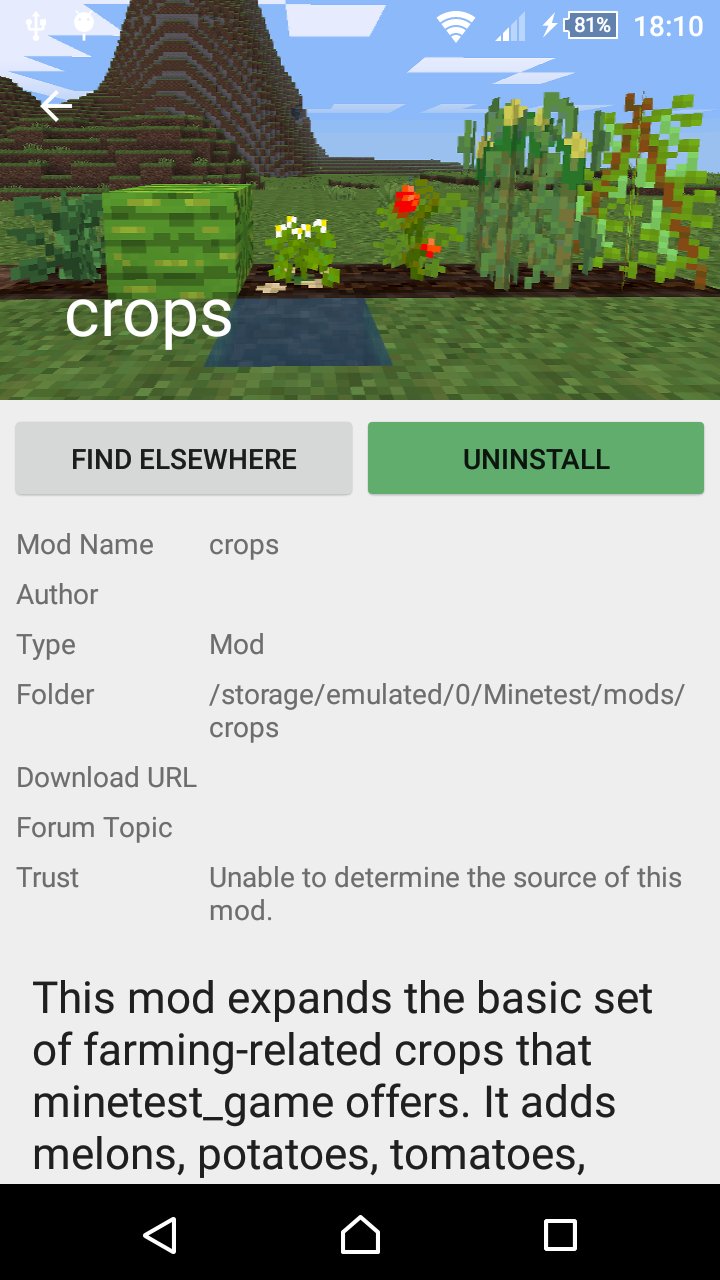 81% 18:10
crops
FIND ELSEWHERE UNINSTALL
Mod Name crops
Author
Type Mod
Folder /storage/emulated/0/Minetest/mods/
crops
Download URL
Forum Topic
Trust Unable to determine the source of this
mod.
This mod expands the basic set
of farming-related crops that
minetest_game offers. It adds
melons, potatoes, tomatoes,